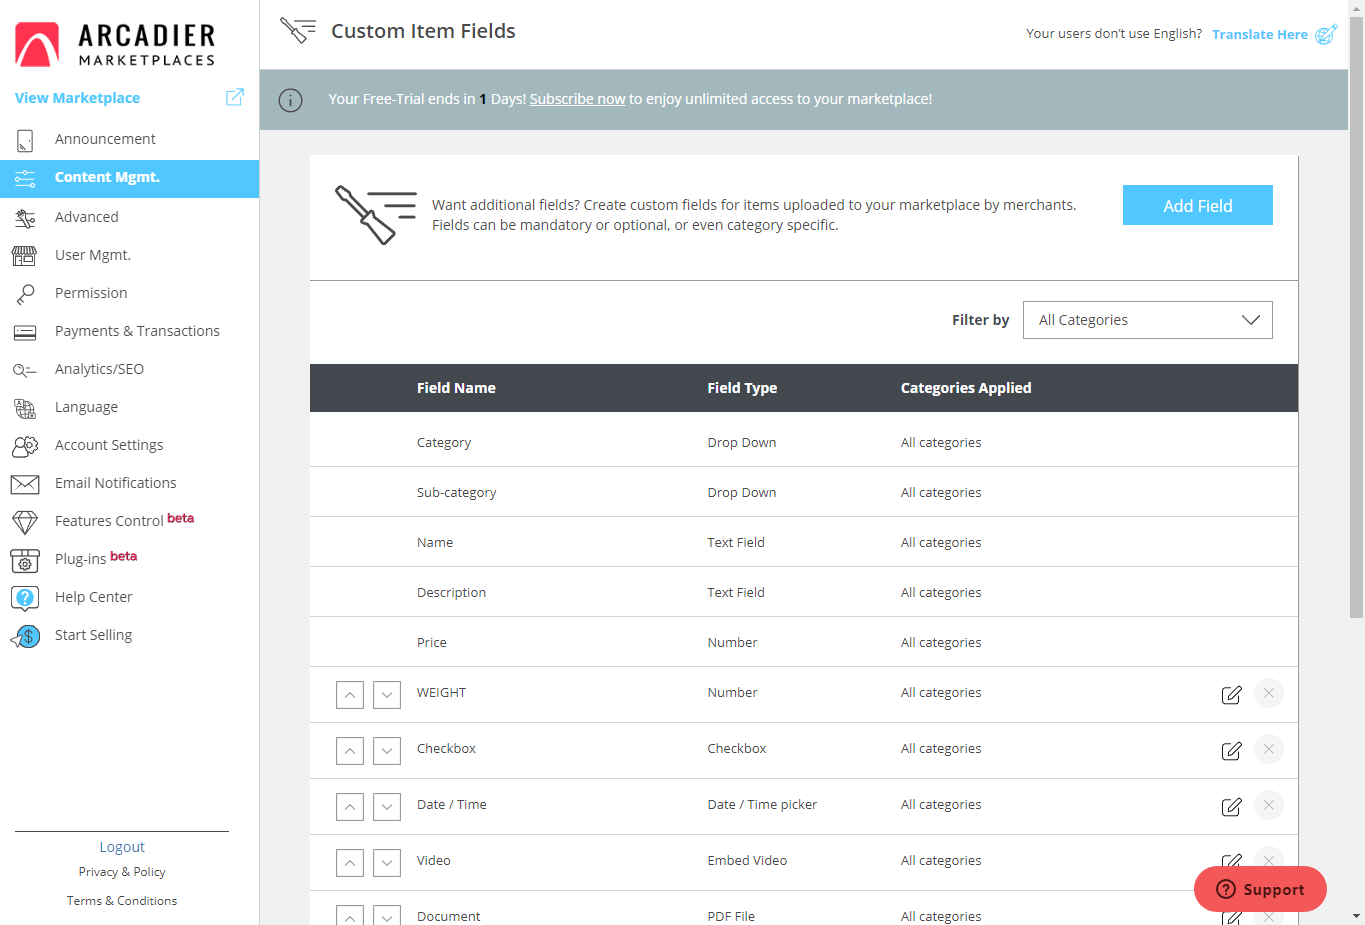 ARCADIER
MARKETPLACES
View Marketplace
Announcement
Content Mgmt.
Advanced
User Mgmt.
Permission
Payments & Transactions
Analytics/SEO
Language
Account Settings
Email Notifications
Features Control beta
Plug-ins beta
Help Center
Start Selling
Logout
Privacy & Policy
Terms & Conditions
Custom Item Fields
Your users don't use English? Translate Here
Your Free-Trial ends in 1 Days! Subscribe now to enjoy unlimited access to your marketplace!
Want additional fields? Create custom fields for items uploaded to your marketplace by merchants.
Fields can be mandatory or optional, or even category specific.
Add Field
Filter by All Categories
Field Name Field Type Categories Applied
Category Drop Down All categories
Sub-category Drop Down All categories
Name Text Field All categories
Description Text Field All categories
Price Number All categories
WEIGHT Number All categories
Checkbox Checkbox All categories
Date / Time Date / Time picker All categories
Video Embed Video All categories
Document PDF File All categories
Support